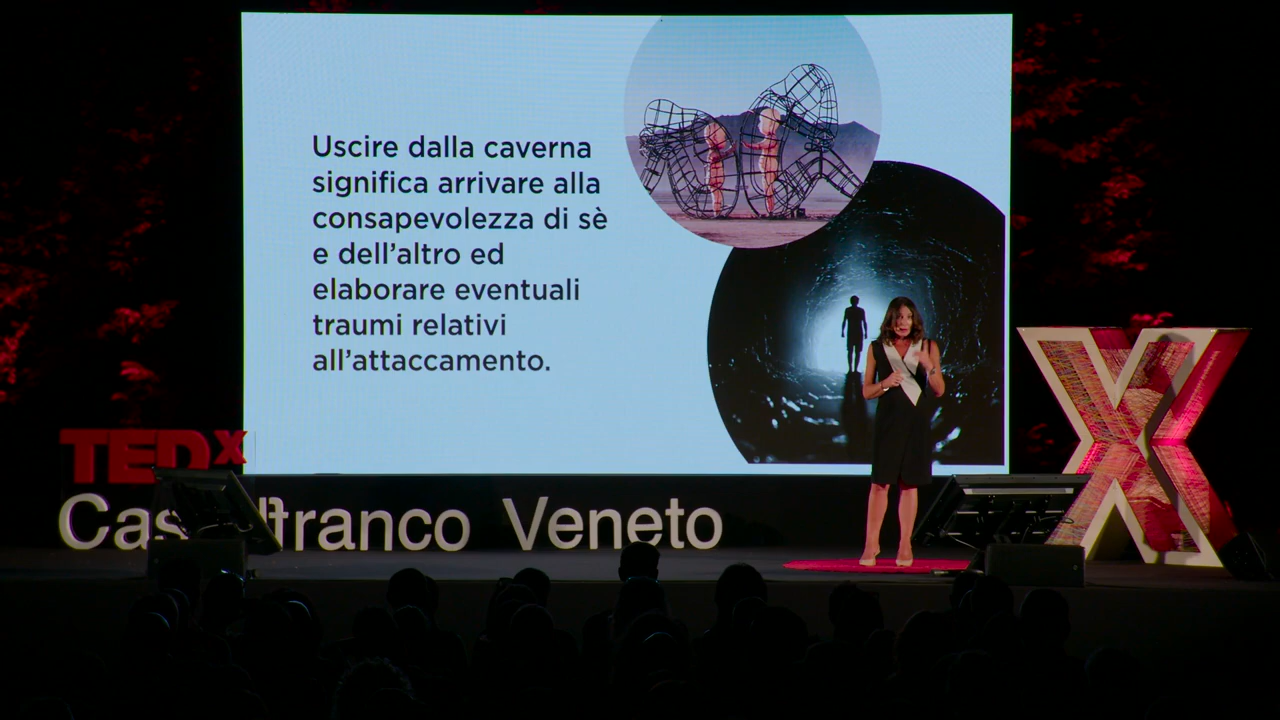 Uscire dalla caverna
significa arrivare alla
consapevolezza di sè
e dell'altro ed
elaborare eventuali
traumi relativi
all'attaccamento.
TEDx
Castelfranco Veneto
X